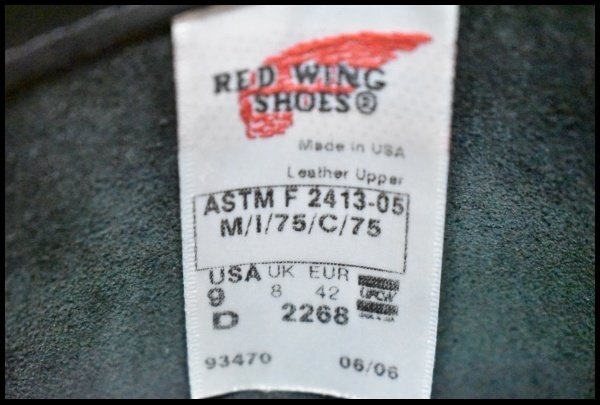 RED WING
SHOES®
Made in USA
Leather Upper
ASTM F 2413-05
M/I/75/C/75
USA UK EUR
9 8 42 UFCW
D 2268
93470 06/06